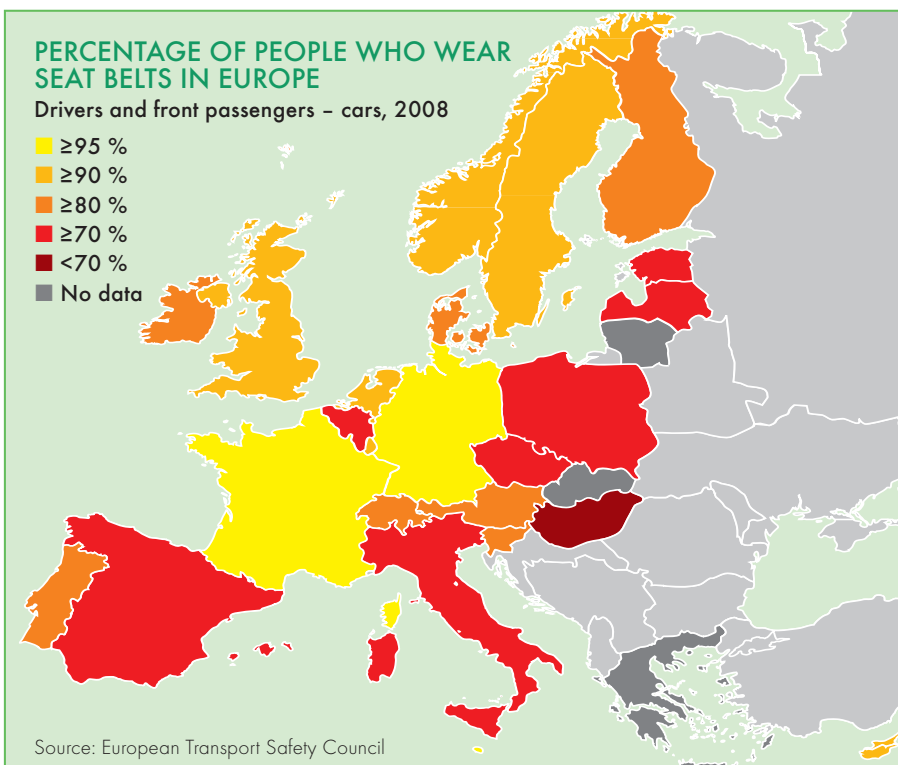 PERCENTAGE OF PEOPLE WHO WEAR
SEAT BELTS IN EUROPE
Drivers and front passengers – cars, 2008
≥95 %
≥90 %
≥80 %
≥70 %
<70 %
No data
Source: European Transport Safety Council